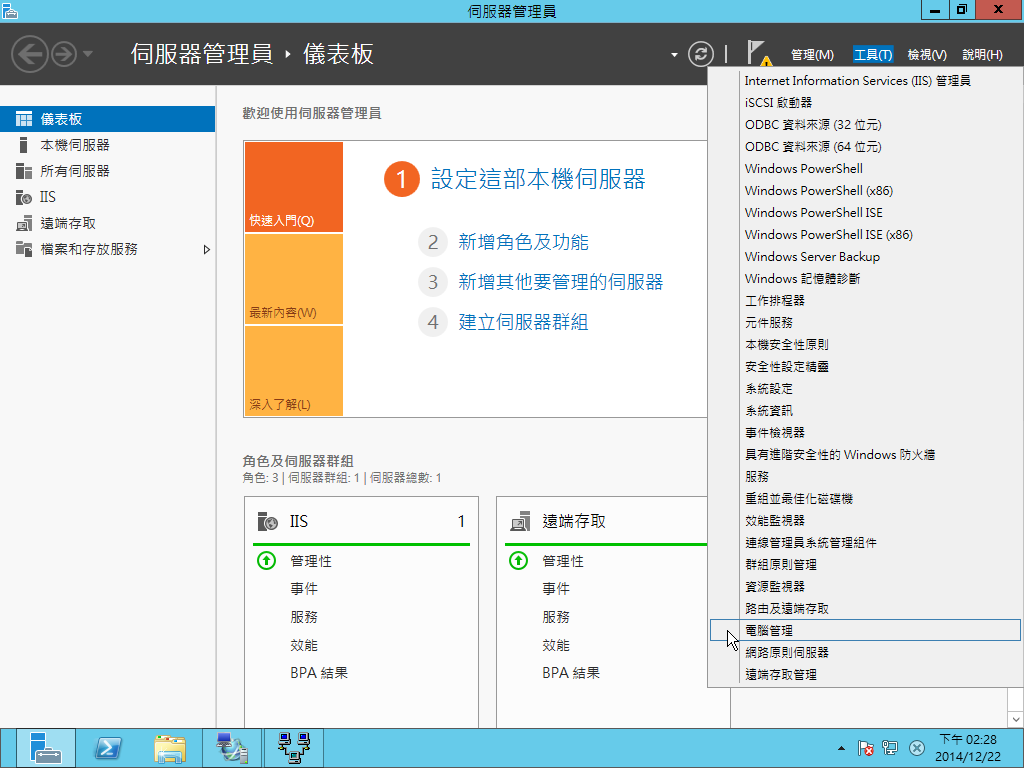 伺服器管理員
伺服器管理員 ‣ 儀表板
管理(M) 工具(T) 檢視(V) 說明(H)
儀表板
本機伺服器
所有伺服器
IIS
遠端存取
檔案和存放服務
歡迎使用伺服器管理員
快速入門(Q)
最新內容(W)
深入了解(L)
1 設定這部本機伺服器
2 新增角色及功能
3 新增其他要管理的伺服器
4 建立伺服器群組
角色及伺服器群組
角色: 3 | 伺服器群組: 1 | 伺服器總數: 1
IIS 1
管理性
事件
服務
效能
BPA 結果
遠端存取
管理性
事件
服務
效能
BPA 結果
Internet Information Services (IIS) 管理員
iSCSI 啟動器
ODBC 資料來源 (32 位元)
ODBC 資料來源 (64 位元)
Windows PowerShell
Windows PowerShell (x86)
Windows PowerShell ISE
Windows PowerShell ISE (x86)
Windows Server Backup
Windows 記憶體診斷
工作排程器
元件服務
本機安全性原則
安全性設定精靈
系統設定
系統資訊
事件檢視器
具有進階安全性的 Windows 防火牆
服務
重組並最佳化磁碟機
效能監視器
連線管理員系統管理組件
群組原則管理
資源監視器
路由及遠端存取
電腦管理
網路原則伺服器
遠端存取管理
下午 02:28
2014/12/22